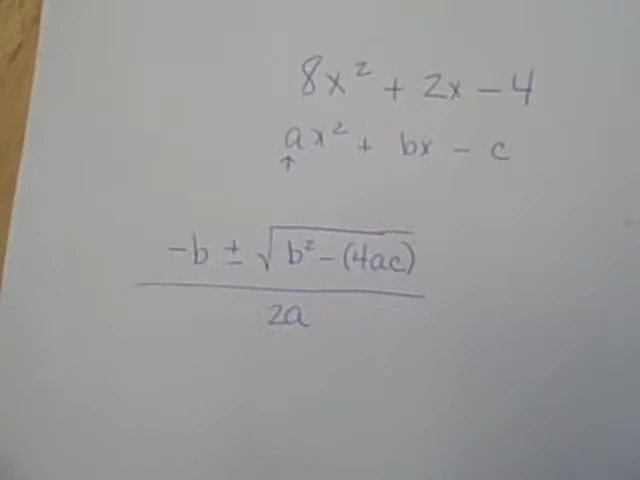 8x² + 2x - 4
ax² + bx - c
↑
-b ± √b² - (4ac)
2a